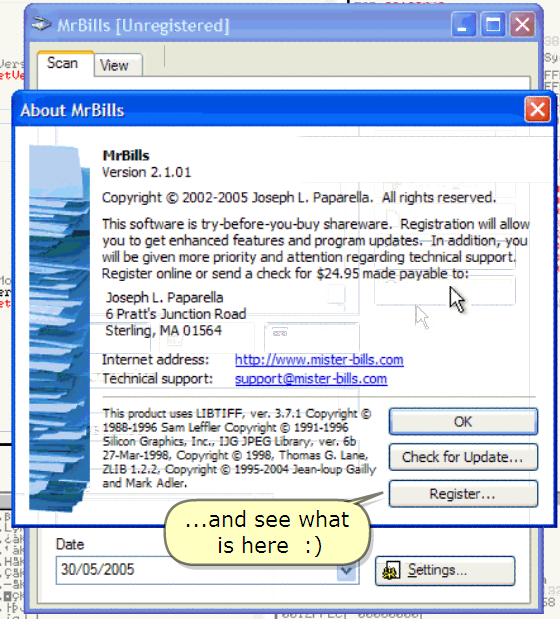 MrBills [Unregistered]
Scan
View
About MrBills
MrBills
Version 2.1.01
Copyright © 2002-2005 Joseph L. Paparella. All rights reserved.
This software is try-before-you-buy shareware. Registration will allow
you to get enhanced features and program updates. In addition, you
will be given more priority and attention regarding technical support.
Register online or send a check for $24.95 made payable to:
Joseph L. Paparella
6 Pratt's Junction Road
Sterling, MA 01564
Internet address: http://www.mister-bills.com
Technical support: support@mister-bills.com
This product uses LIBTIFF, ver. 3.7.1 Copyright ©
1988-1996 Sam Leffler Copyright © 1991-1996
Silicon Graphics, Inc., IJG JPEG Library, ver. 6b
27-Mar-1998, Copyright © 1998, Thomas G. Lane,
ZLIB 1.2.2, Copyright © 1995-2004 Jean-loup Gailly
and Mark Adler.
OK
Check for Update...
Register...
...and see what
is here :)
Date
30/05/2005
Settings...